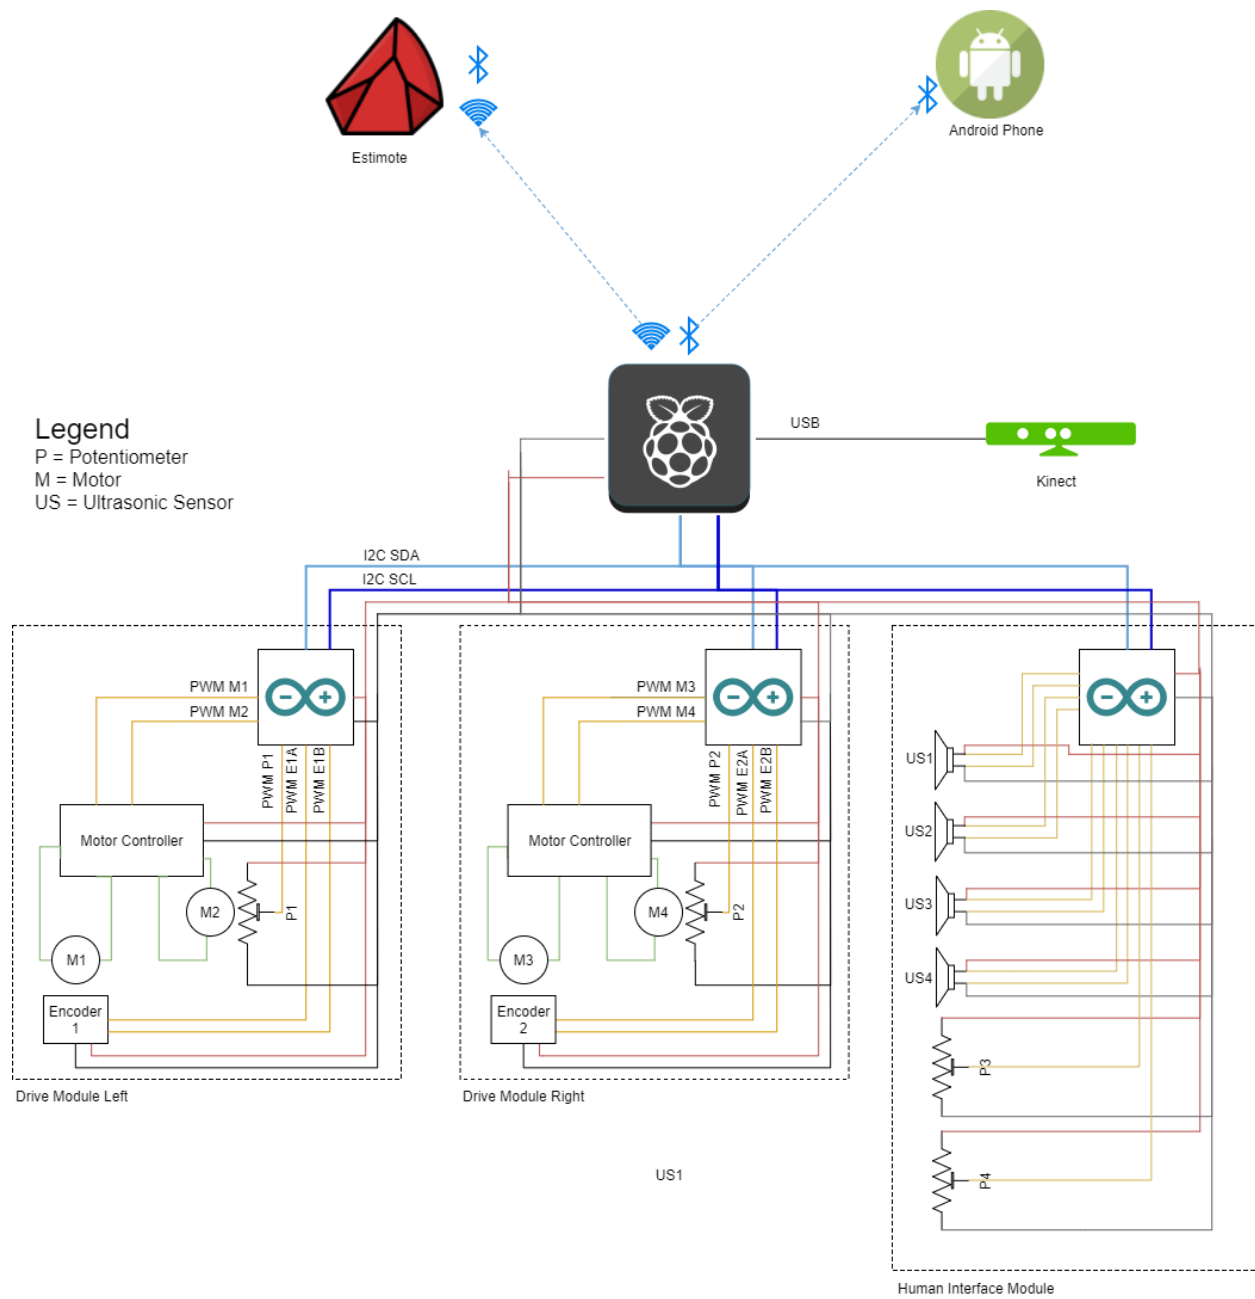 Estimote
Android Phone
Legend
P = Potentiometer
M = Motor
US = Ultrasonic Sensor
USB
Kinect
I2C SDA
I2C SCL
PWM M1
PWM M2
PWM P1
PWM E1A
PWM E1B
Motor Controller
M2
P1
M1
Encoder
1
Drive Module Left
PWM M3
PWM M4
PWM P2
PWM E2A
PWM E2B
Motor Controller
M4
P2
M3
Encoder
2
Drive Module Right
US1
US1
US2
US3
US4
P3
P4
Human Interface Module